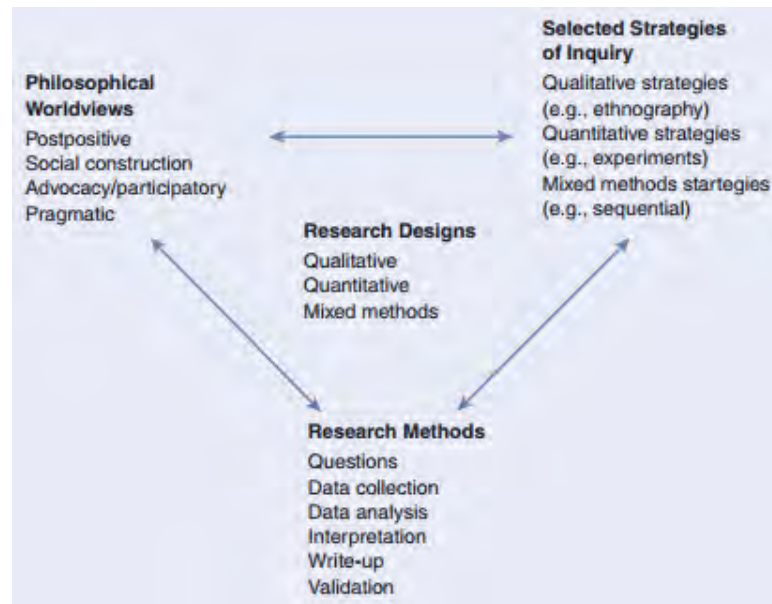 Philosophical
Worldviews
Postpositive
Social construction
Advocacy/participatory
Pragmatic
Selected Strategies
of Inquiry
Qualitative strategies
(e.g., ethnography)
Quantitative strategies
(e.g., experiments)
Mixed methods startegies
(e.g., sequential)
Research Designs
Qualitative
Quantitative
Mixed methods
Research Methods
Questions
Data collection
Data analysis
Interpretation
Write-up
Validation